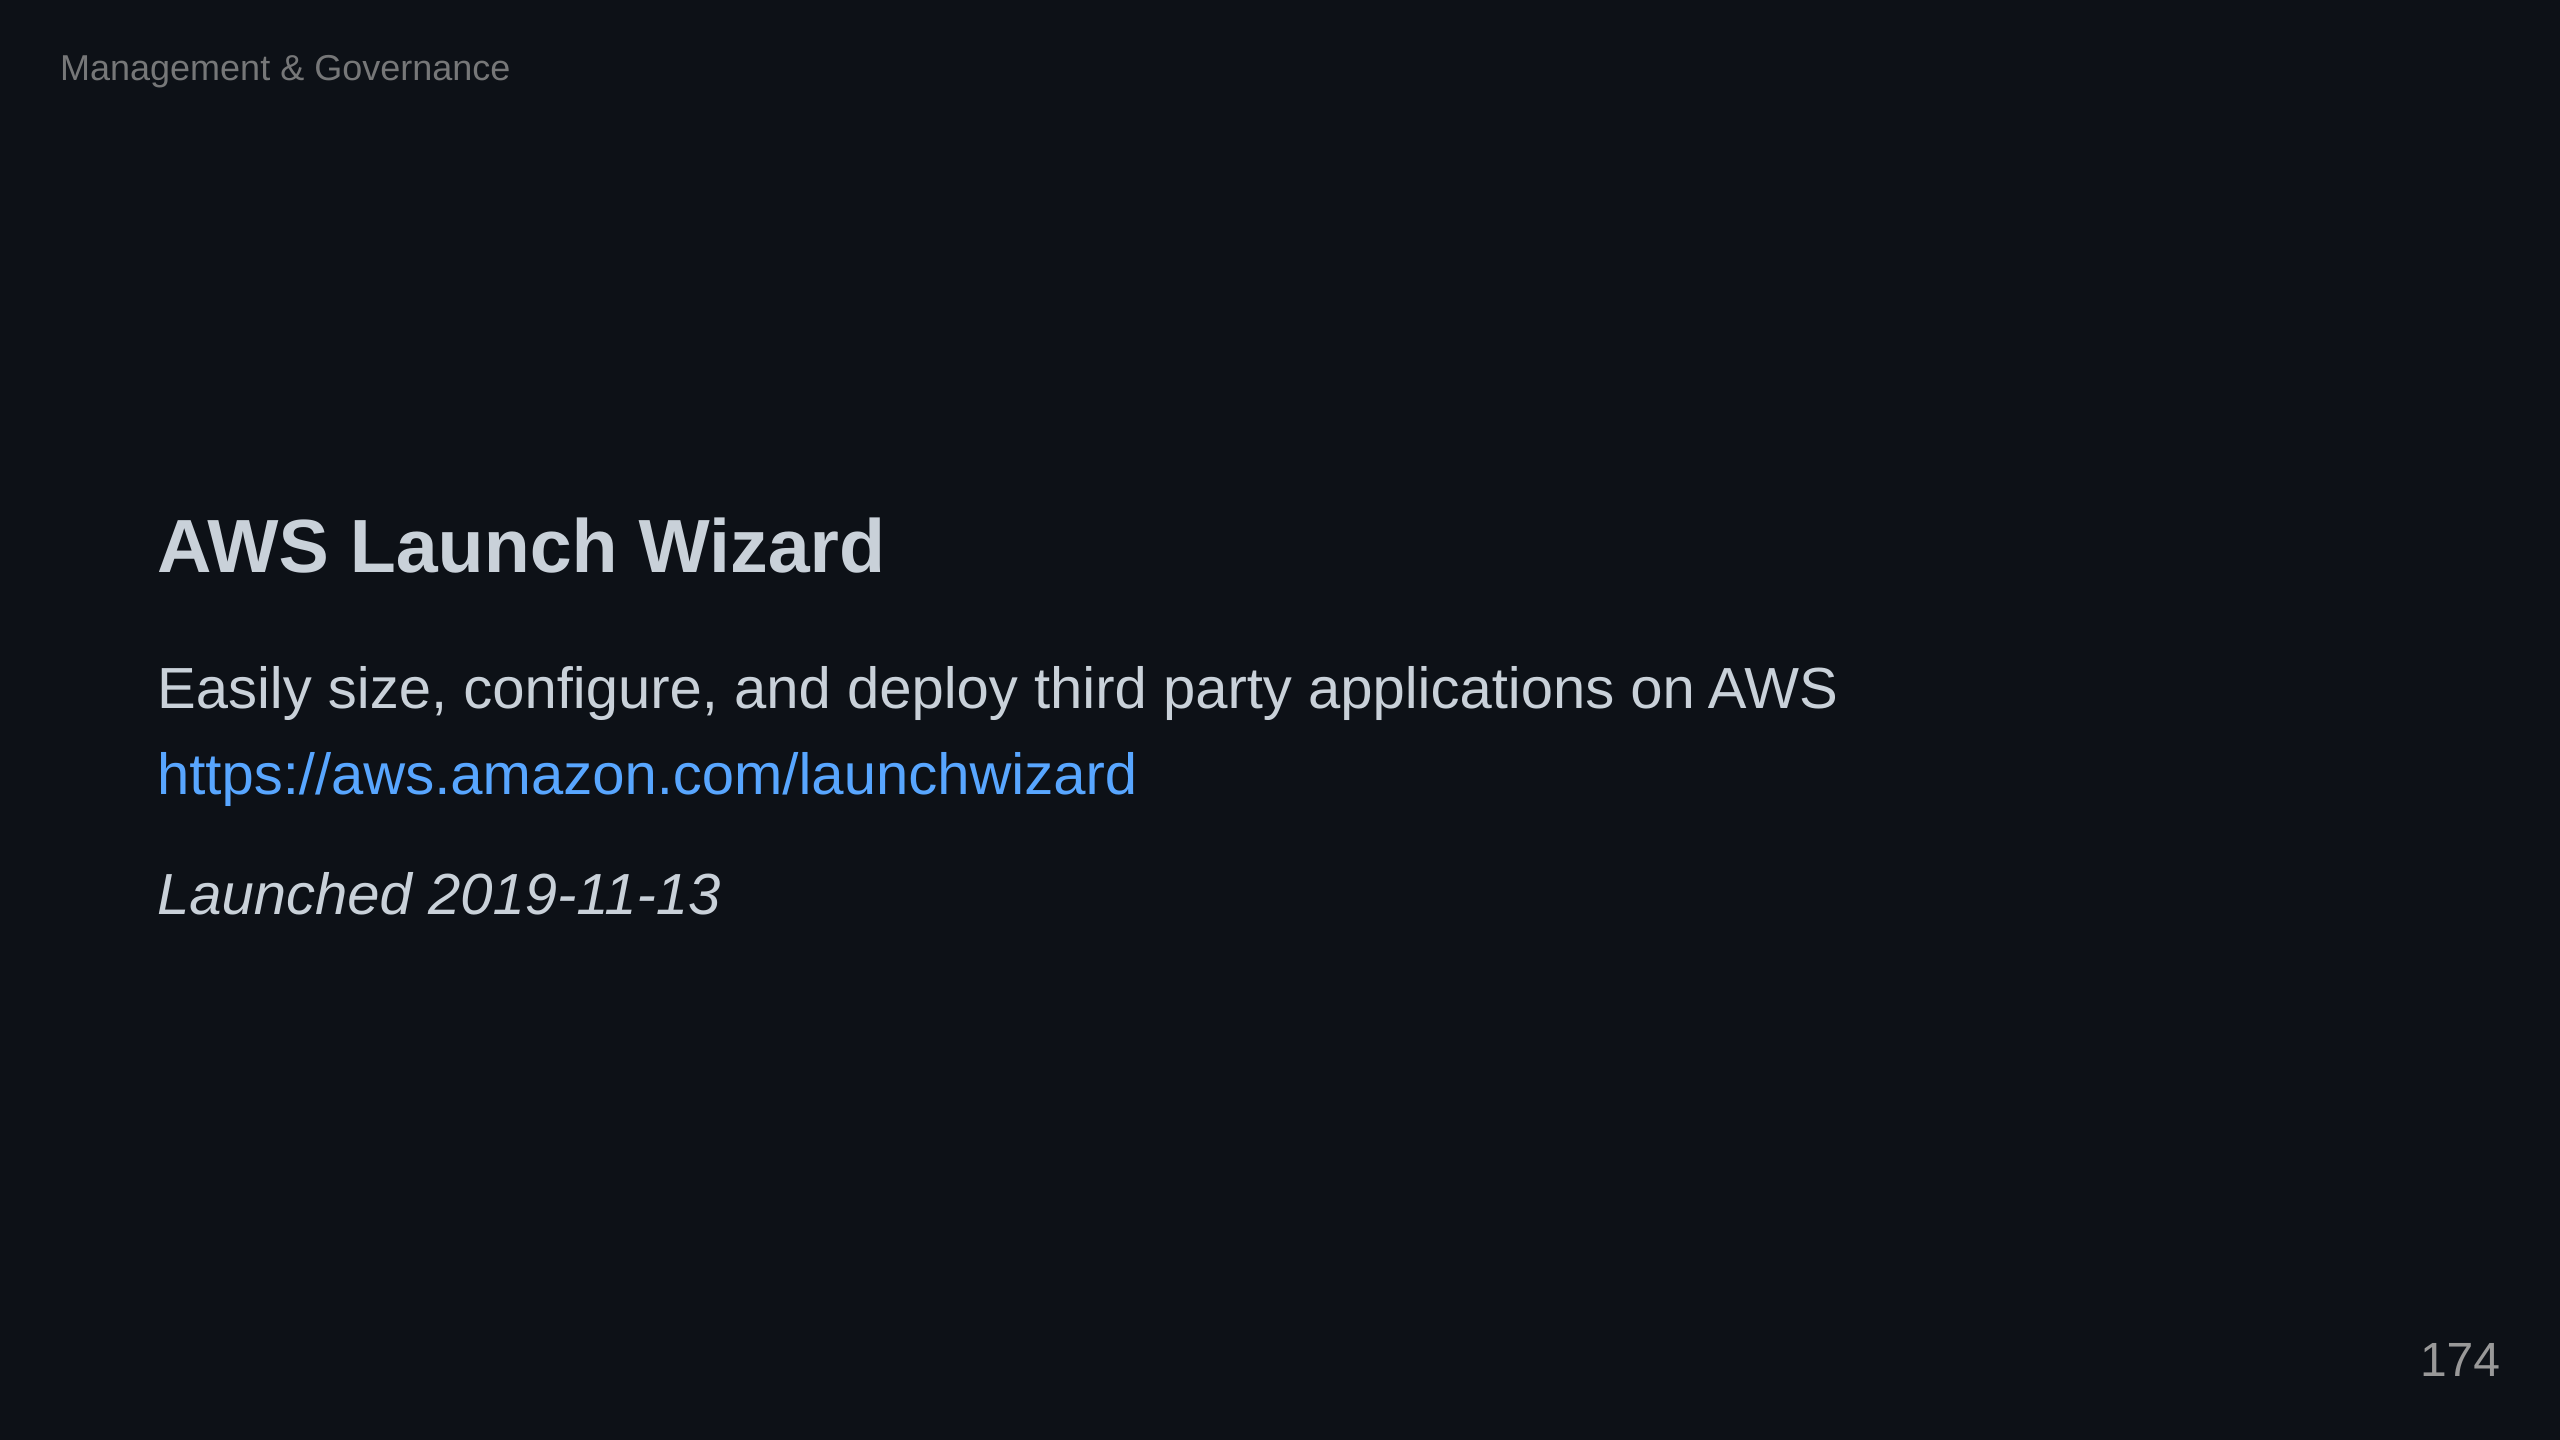 Management & Governance
AWS Launch Wizard
Easily size, configure, and deploy third party applications on AWS
https://aws.amazon.com/launchwizard
Launched 2019-11-13
174